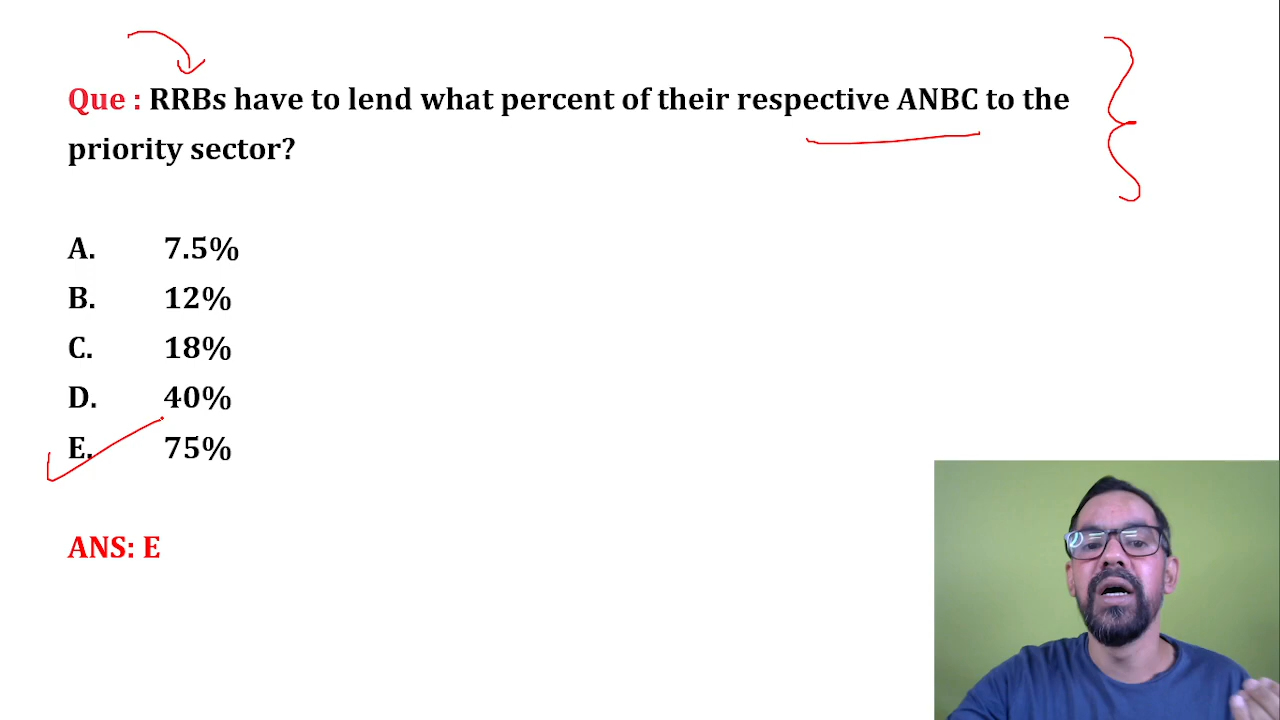 Que : RRBs have to lend what percent of their respective ANBC to the
priority sector?
A. 7.5%
B. 12%
C. 18%
D. 40%
E. 75%
ANS: E